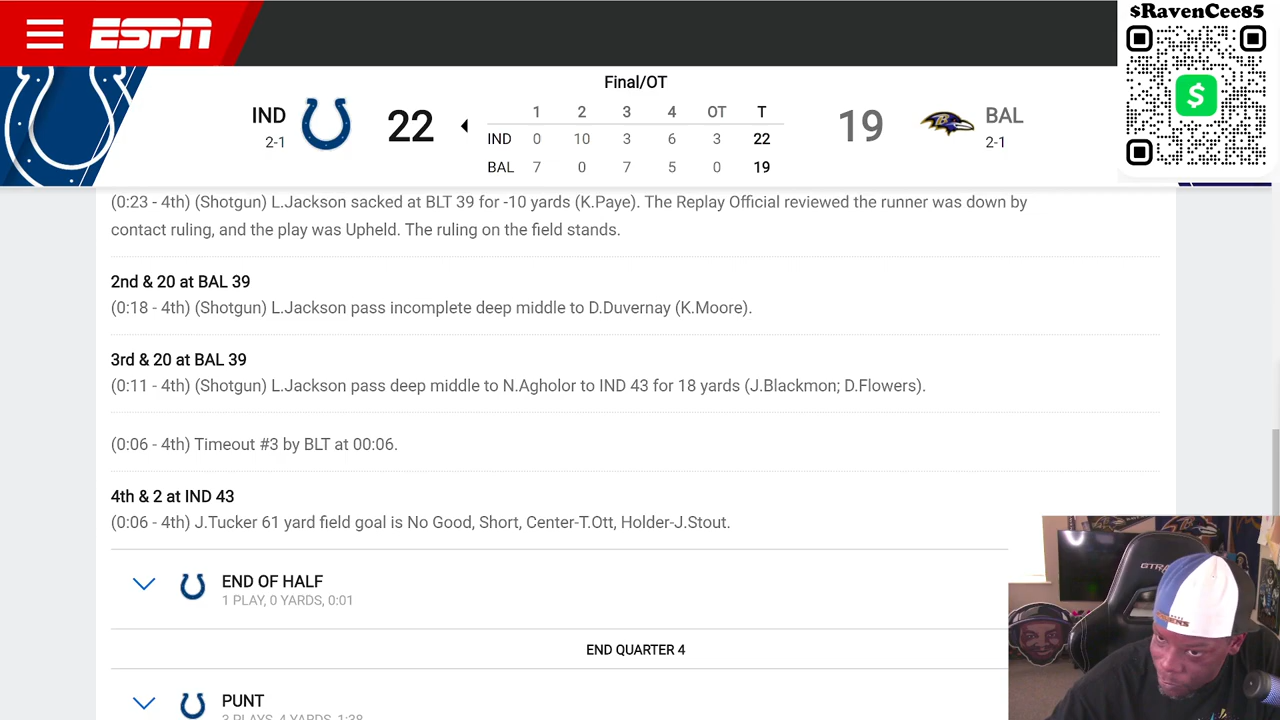 $RavenCee85
ESPN
Final/OT
IND
2-1
22
1 2 3 4 OT T
IND 0 10 3 6 3 22
BAL 7 0 7 5 0 19
19
BAL
2-1
(0:23 - 4th) (Shotgun) L.Jackson sacked at BLT 39 for -10 yards (K.Paye). The Replay Official reviewed the runner was down by
contact ruling, and the play was Upheld. The ruling on the field stands.
2nd & 20 at BAL 39
(0:18 - 4th) (Shotgun) L.Jackson pass incomplete deep middle to D.Duvernay (K.Moore).
3rd & 20 at BAL 39
(0:11 - 4th) (Shotgun) L.Jackson pass deep middle to N.Agholor to IND 43 for 18 yards (J.Blackmon; D.Flowers).
(0:06 - 4th) Timeout #3 by BLT at 00:06.
4th & 2 at IND 43
(0:06 - 4th) J.Tucker 61 yard field goal is No Good, Short, Center-T.Ott, Holder-J.Stout.
END OF HALF
1 PLAY, 0 YARDS, 0:01
END QUARTER 4
PUNT
3 PLAYS, 4 YARDS, 1:38